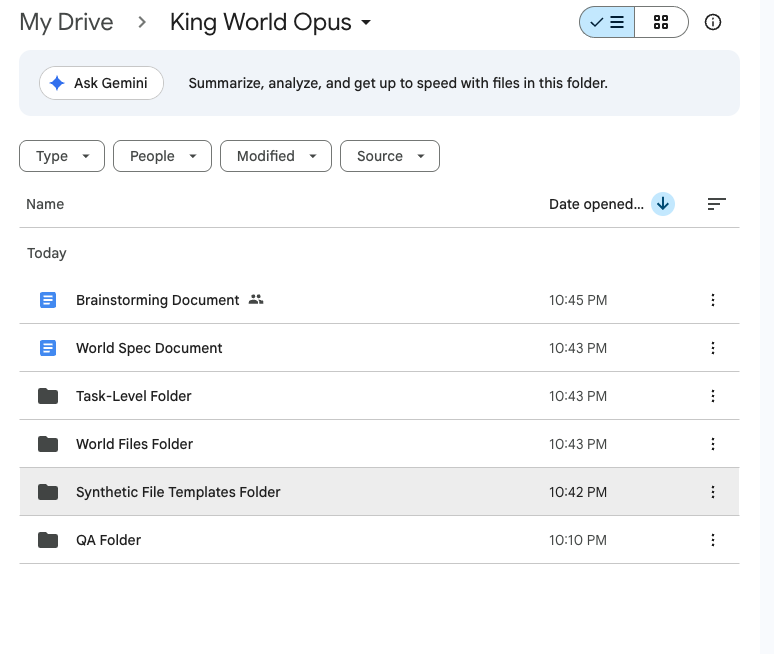 My Drive > King World Opus
Ask Gemini Summarize, analyze, and get up to speed with files in this folder.
Type People Modified Source
Name Date opened...
Today
Brainstorming Document 10:45 PM
World Spec Document 10:43 PM
Task-Level Folder 10:43 PM
World Files Folder 10:43 PM
Synthetic File Templates Folder 10:42 PM
QA Folder 10:10 PM